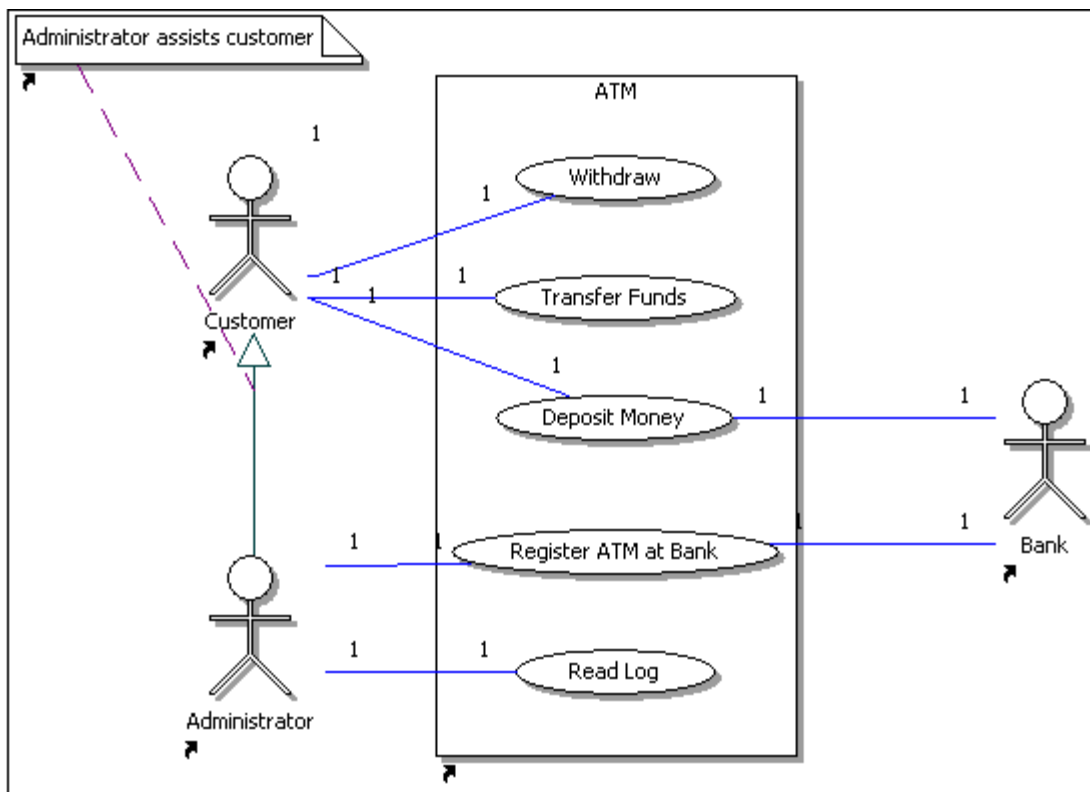 Administrator assists customer
ATM
1
Withdraw
1
1
1
1
Transfer Funds
Customer
1
Deposit Money
1
1
1
1
Register ATM at Bank
1
1
Bank
1
1
Read Log
Administrator